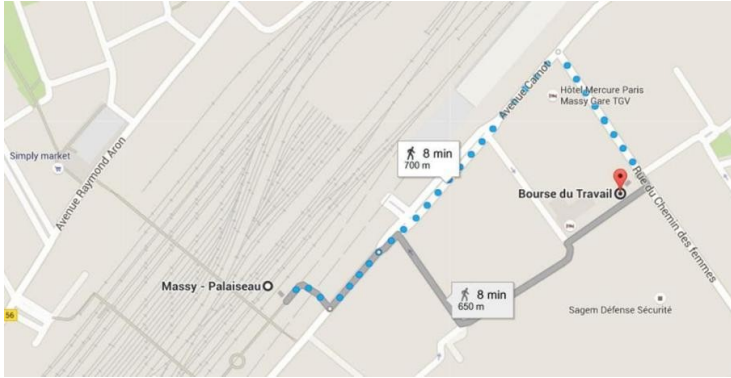 Avenue Carnot
Hôtel Mercure Paris
Massy Gare TGV
Simply market
8 min
700 m
Avenue Raymond Aron
Bourse du Travail
Rue du Chemin des femmes
Massy - Palaiseau
8 min
650 m
Sagem Défense Sécurité
56